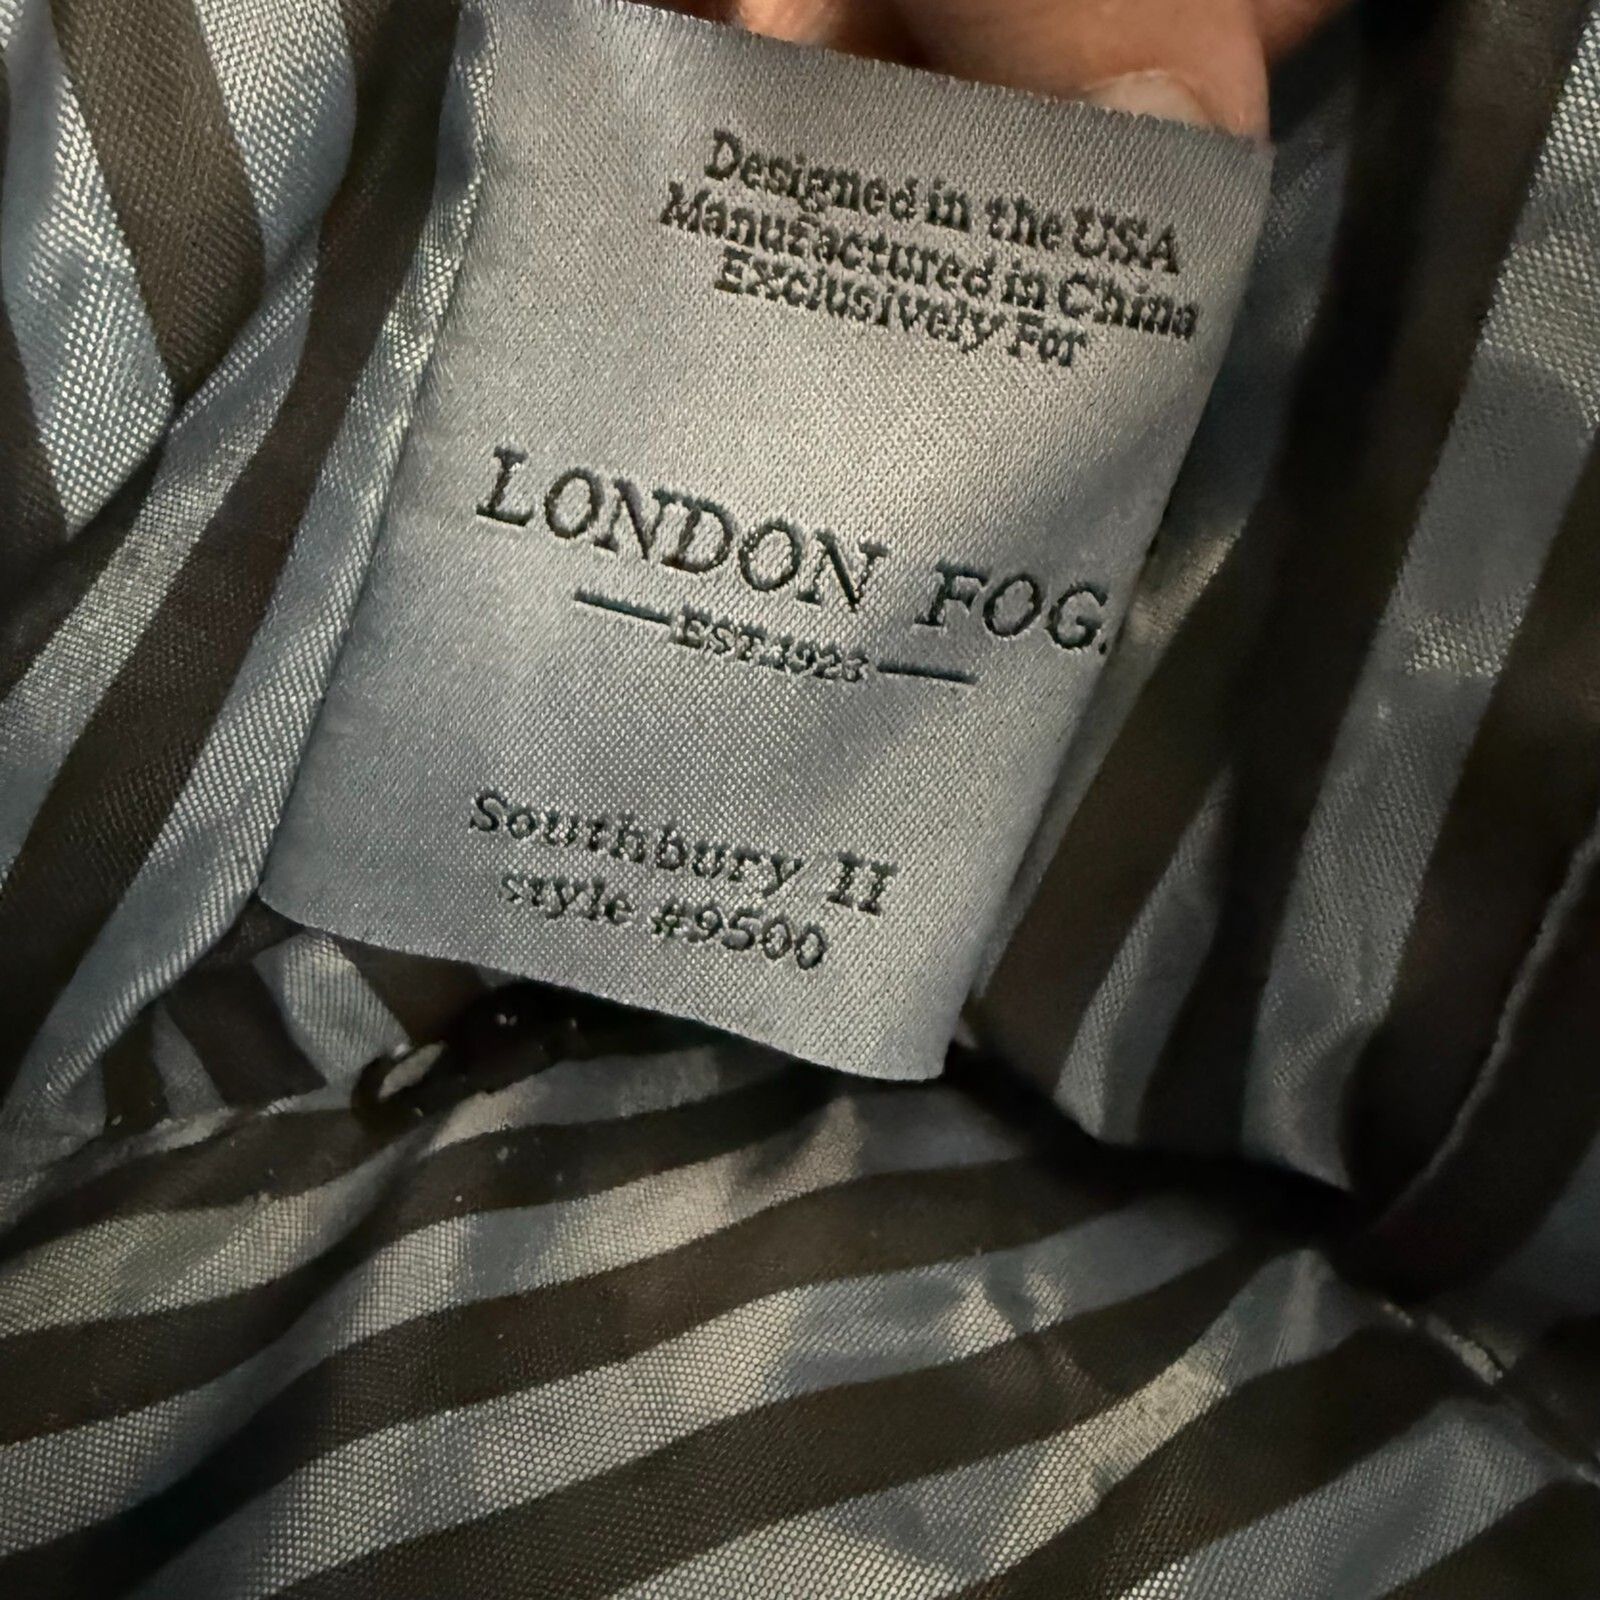 Designed in the USA
Manufactured in China
Exclusively For
LONDON FOG.
EST.1923
Southbury II
style #9500